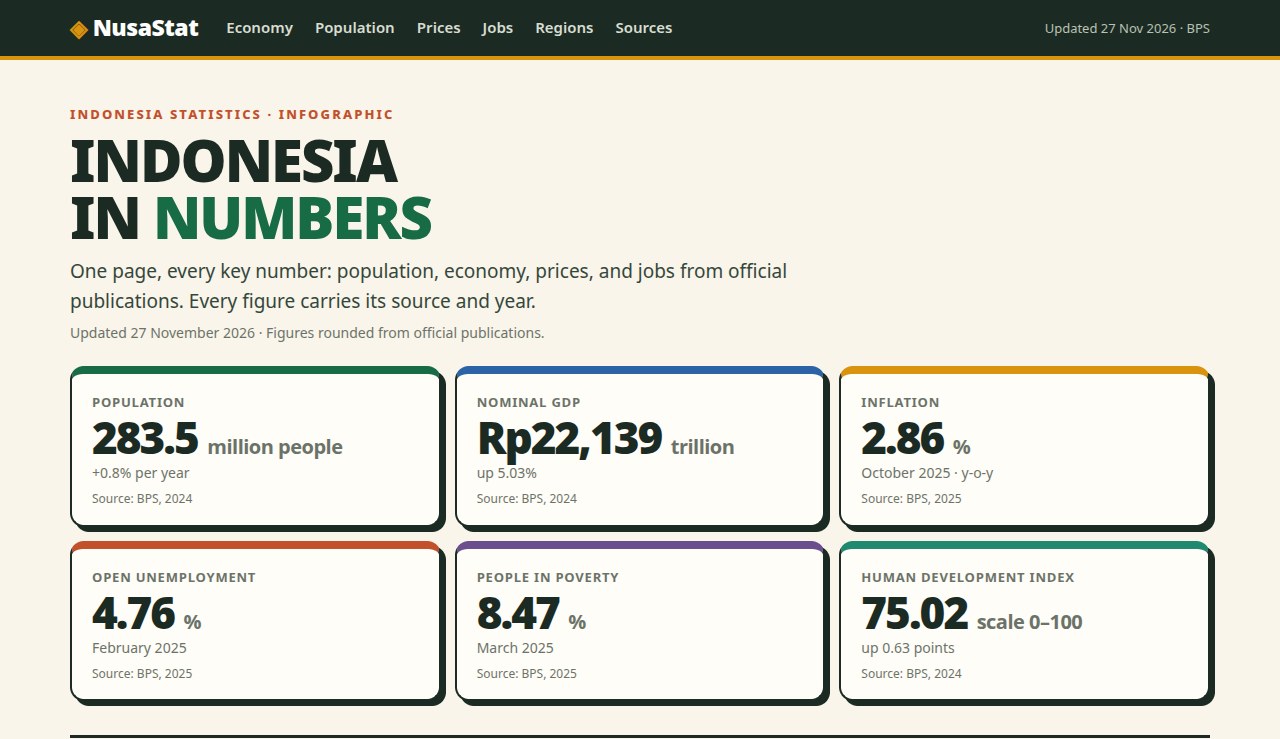 ◈ NusaStat Economy Population Prices Jobs Regions Sources Updated 27 Nov 2026 · BPS
INDONESIA STATISTICS · INFOGRAPHIC
INDONESIA
IN NUMBERS
One page, every key number: population, economy, prices, and jobs from official
publications. Every figure carries its source and year.
Updated 27 November 2026 · Figures rounded from official publications.
POPULATION
283.5 million people
+0.8% per year
Source: BPS, 2024
NOMINAL GDP
Rp22,139 trillion
up 5.03%
Source: BPS, 2024
INFLATION
2.86 %
October 2025 · y-o-y
Source: BPS, 2025
OPEN UNEMPLOYMENT
4.76 %
February 2025
Source: BPS, 2025
PEOPLE IN POVERTY
8.47 %
March 2025
Source: BPS, 2025
HUMAN DEVELOPMENT INDEX
75.02 scale 0–100
up 0.63 points
Source: BPS, 2024